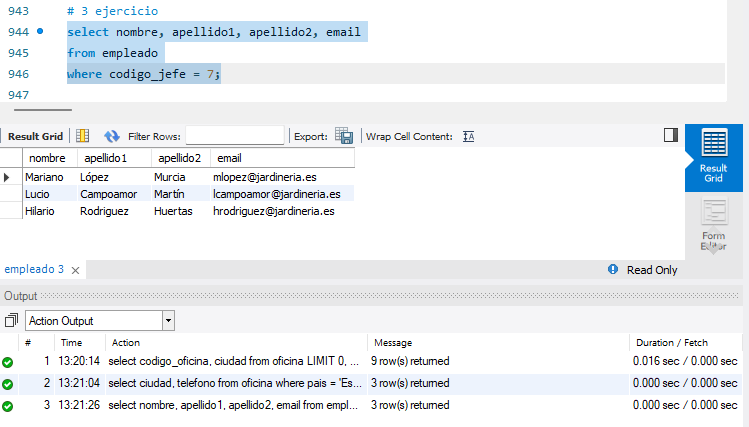 943 # 3 ejercicio
944 select nombre, apellido1, apellido2, email
945 from empleado
946 where codigo_jefe = 7;
947
Result Grid Filter Rows: Export: Wrap Cell Content:
nombre apellido1 apellido2 email
Mariano López Murcia mlopez@jardineria.es
Lucio Campoamor Martín lcampoamor@jardineria.es
Hilario Rodriguez Huertas hrodriguez@jardineria.es
Result
Grid
Form
Editor
empleado 3 Read Only
Output
Action Output
# Time Action Message Duration / Fetch
1 13:20:14 select codigo_oficina, ciudad from oficina LIMIT 0, ... 9 row(s) returned 0.016 sec / 0.000 sec
2 13:21:04 select ciudad, telefono from oficina where pais = 'Es... 3 row(s) returned 0.000 sec / 0.000 sec
3 13:21:26 select nombre, apellido1, apellido2, email from empl... 3 row(s) returned 0.000 sec / 0.000 sec